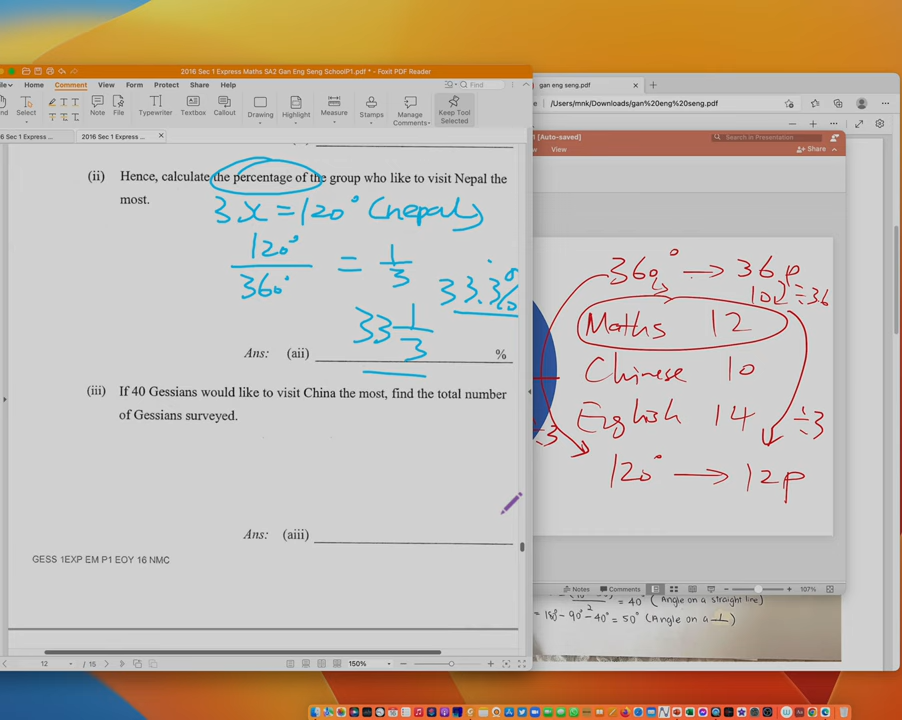 2016 Sec 1 Express Maths SA2 Gan Eng Seng SchoolP1.pdf * - Foxit PDF Reader
Home Comment View Form Protect Share Help Find
Select Note File Typewriter Textbox Callout Drawing Highlight Measure Stamps Manage Comments Keep Tool Selected
6 Sec 1 Express ... 2016 Sec 1 Express Maths ...
(ii) Hence, calculate the percentage of the group who like to visit Nepal the
most.
3x = 120° (nepal)
120°
360°
= 1/3
33.3%
33 1/3
Ans: (aii) %
(iii) If 40 Gessians would like to visit China the most, find the total number
of Gessians surveyed.
Ans: (aiii)
GESS 1EXP EM P1 EOY 16 NMC
12 / 15
150%
gan eng seng.pdf
/Users/mnk/Downloads/gan%20eng%20seng.pdf
1 [Auto-saved]
Search in Presentation
View
Share
360° → 36p
Maths 12
Chinese 10
English 14
÷3
÷3
120° → 12p
Notes Comments 107%
= 40° (Angle on a straight line)
= 180° - 90° - 40° = 50° (Angle on a ⊥)